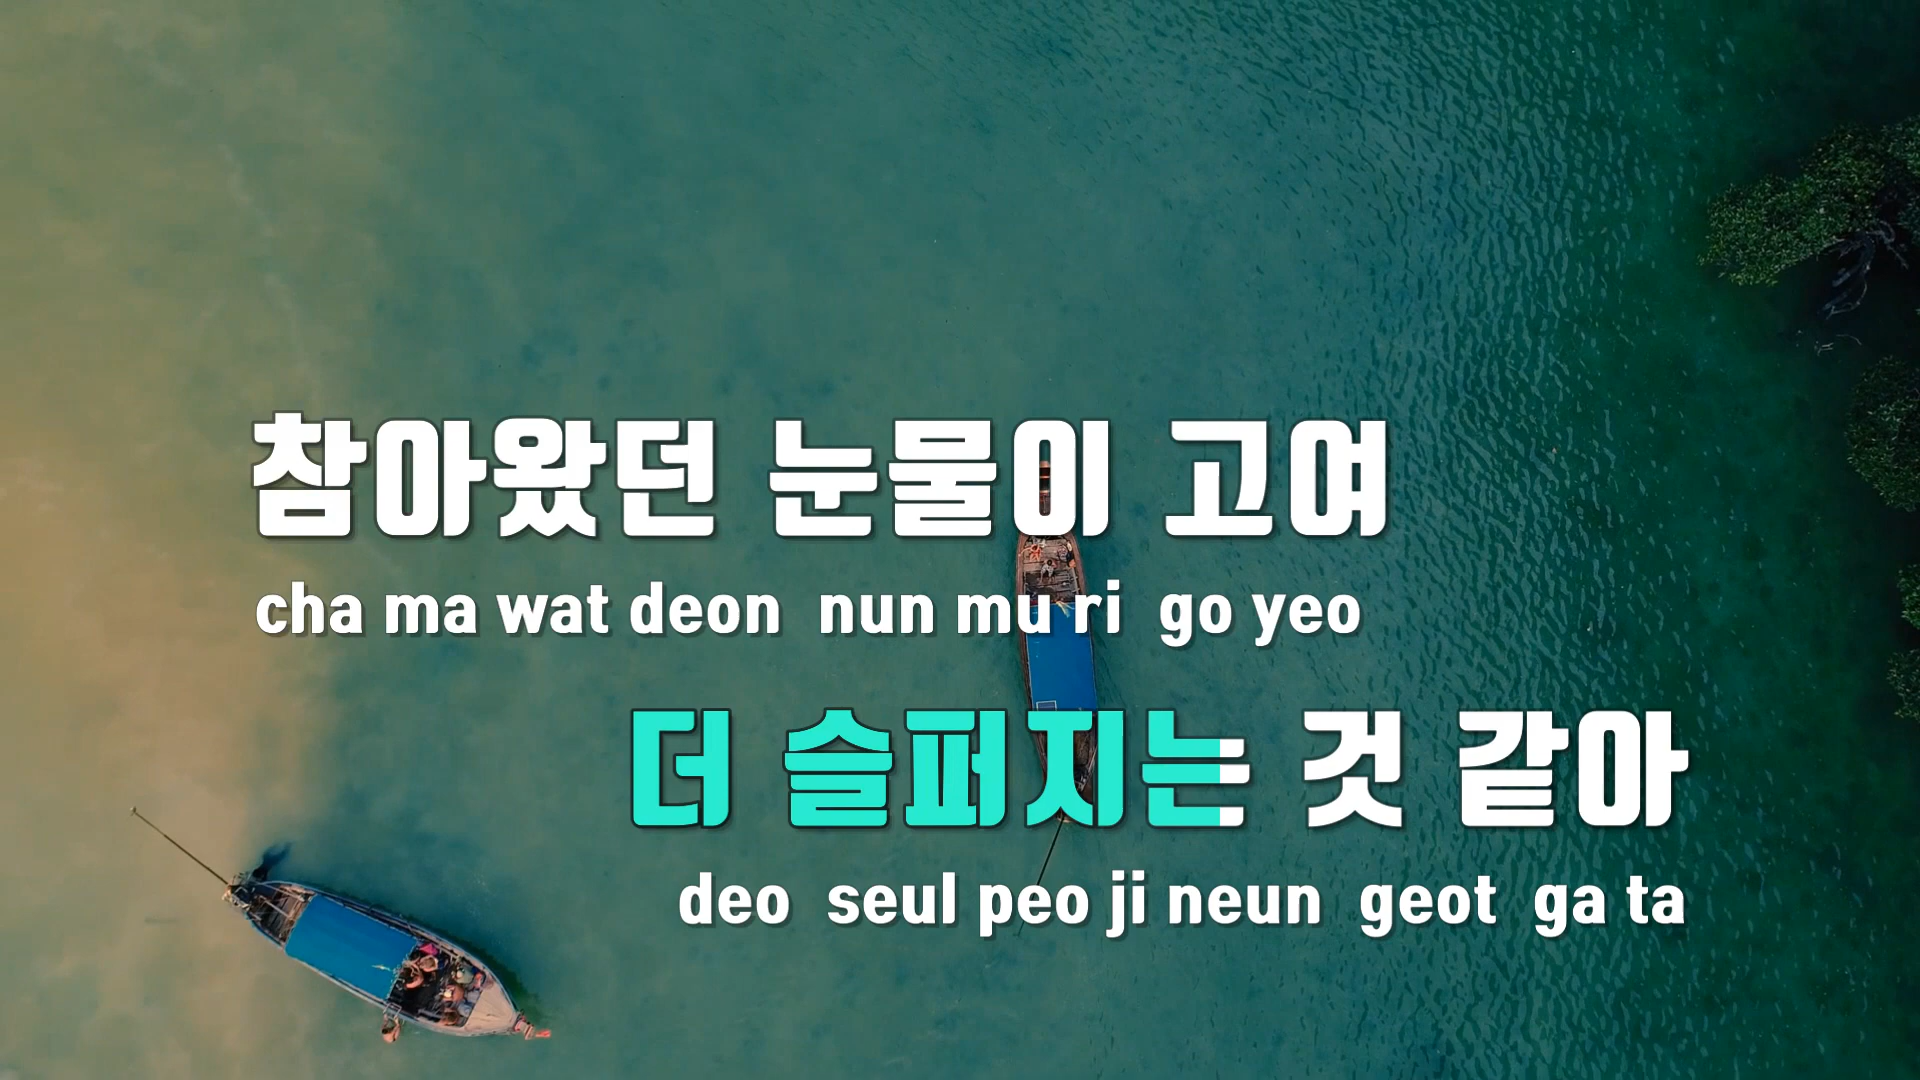 참아왔던 눈물이 고여
cha ma wat deon nun mu ri go yeo
더 슬퍼지는 것 같아
deo seul peo ji neun geot ga ta